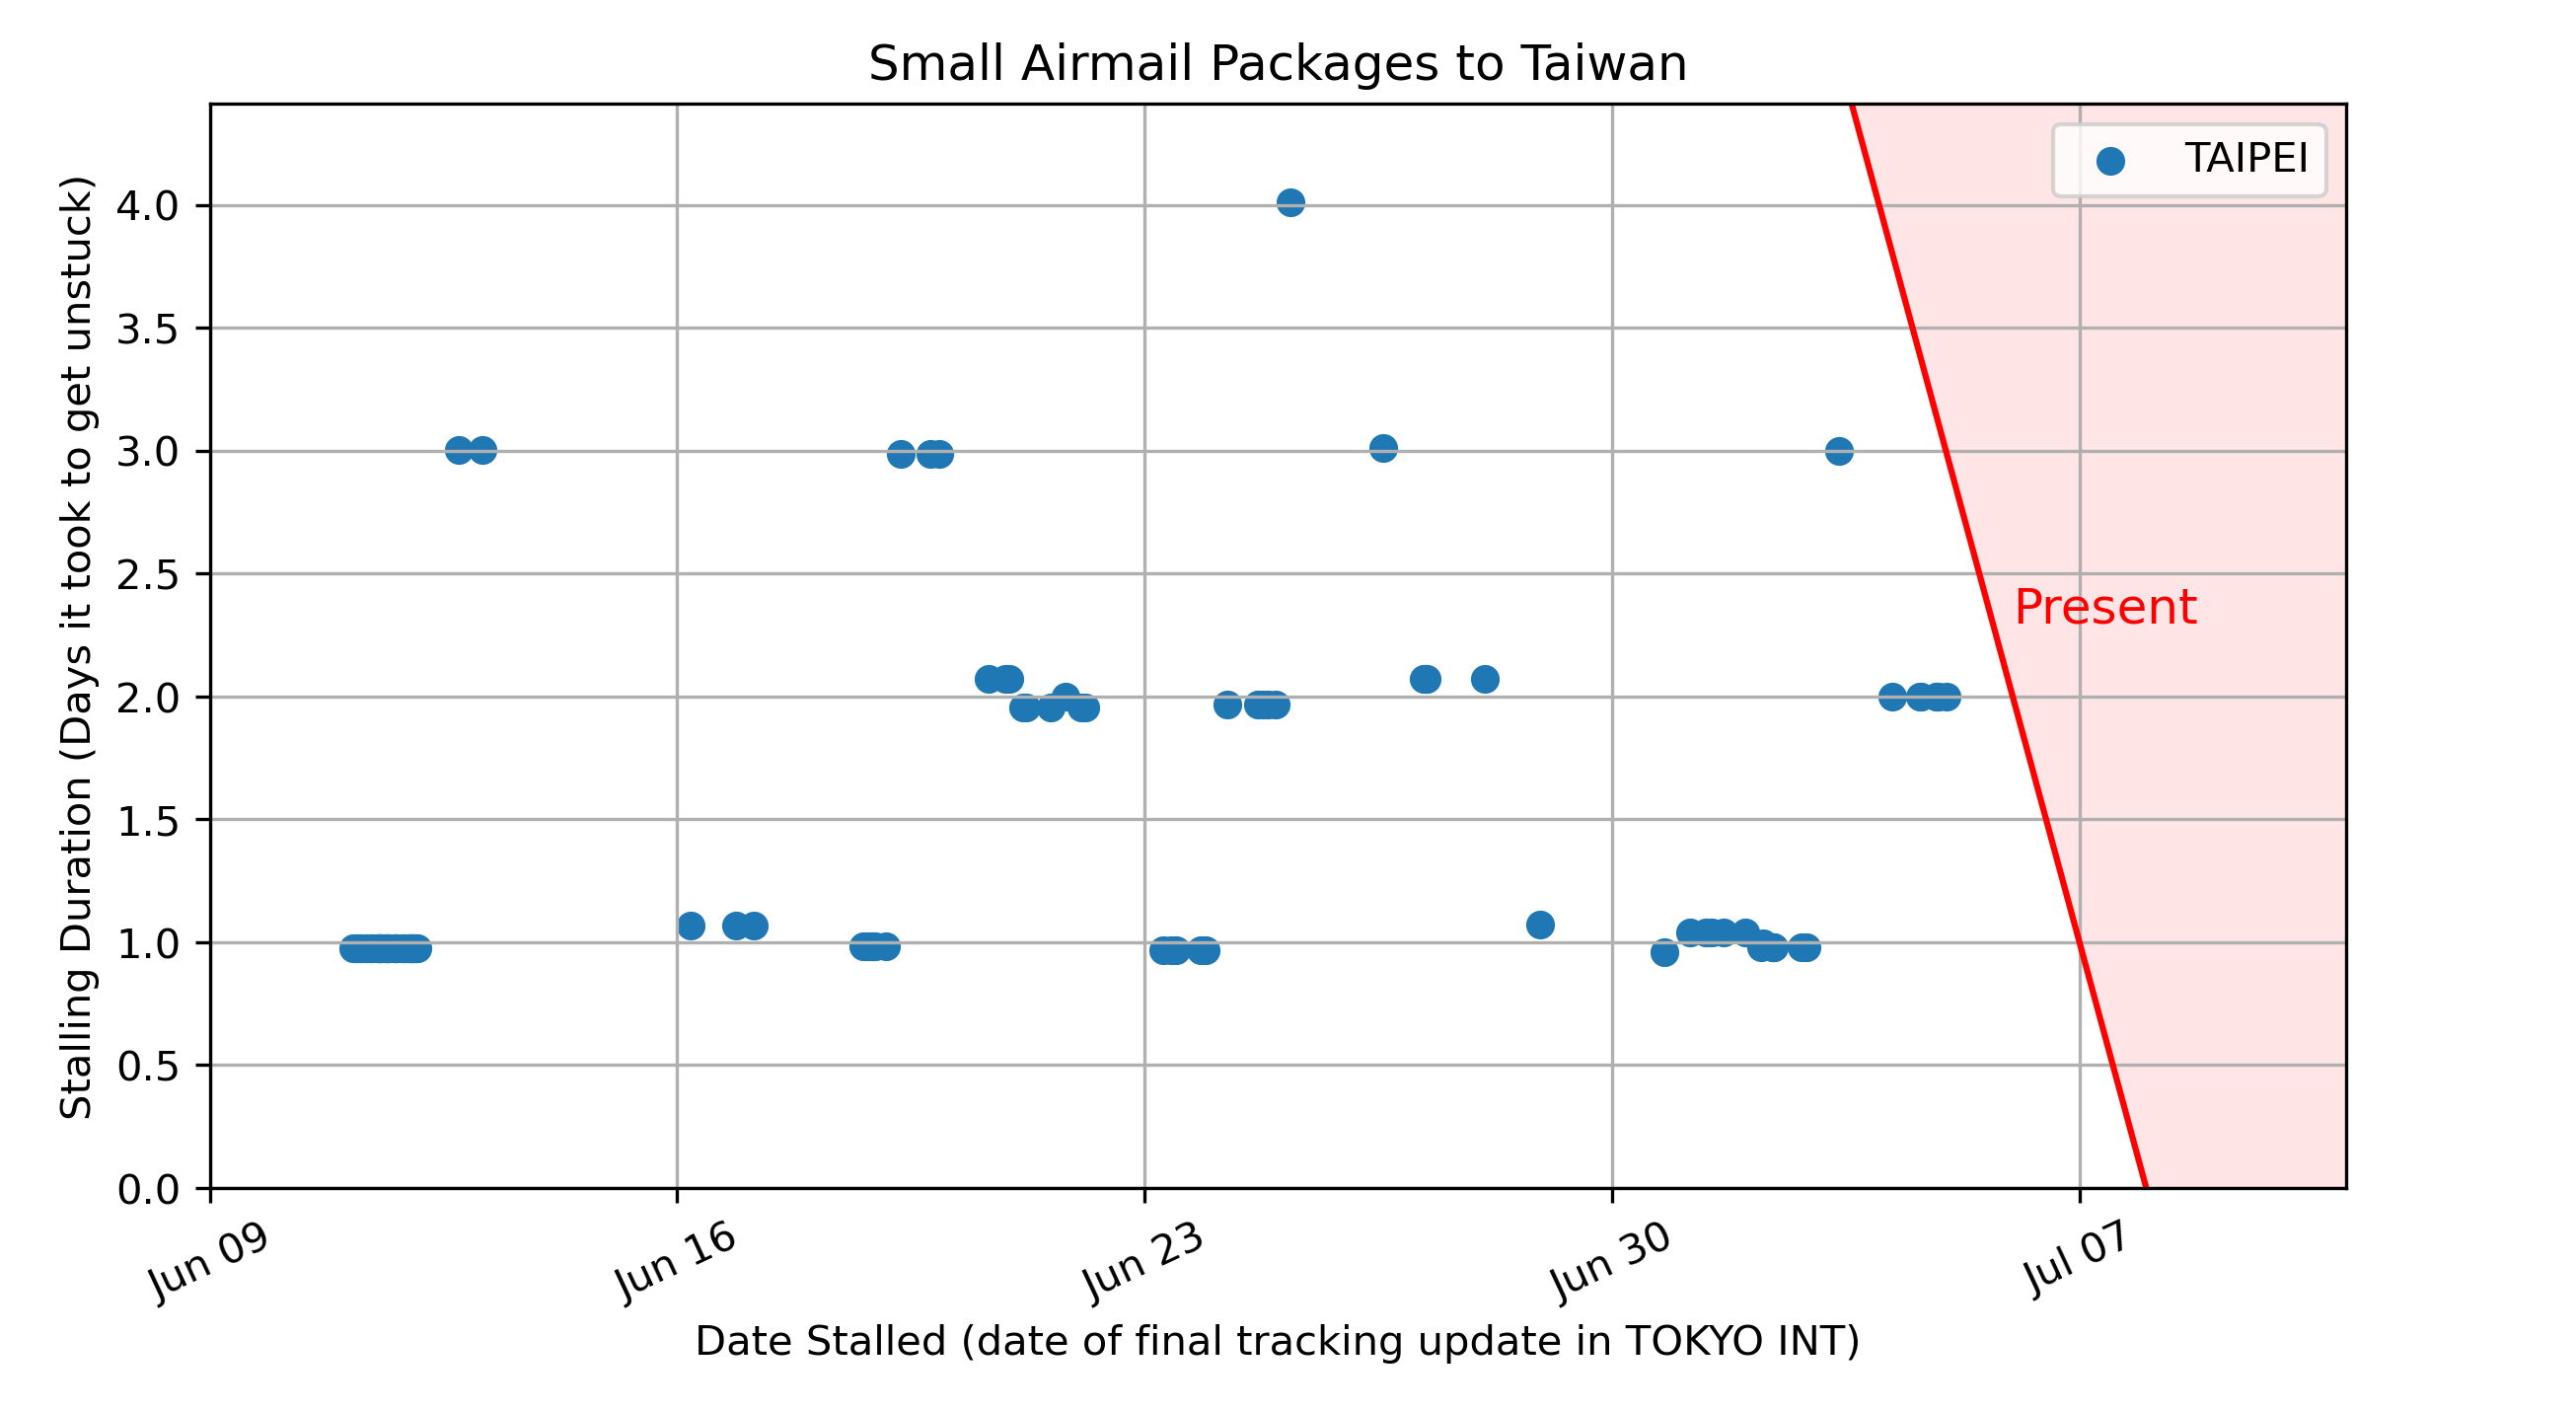 Small Airmail Packages to Taiwan
TAIPEI
Stalling Duration (Days it took to get unstuck)
4.0
3.5
3.0
2.5
2.0
1.5
1.0
0.5
0.0
Present
Jun 09
Jun 16
Jun 23
Jun 30
Jul 07
Date Stalled (date of final tracking update in TOKYO INT)